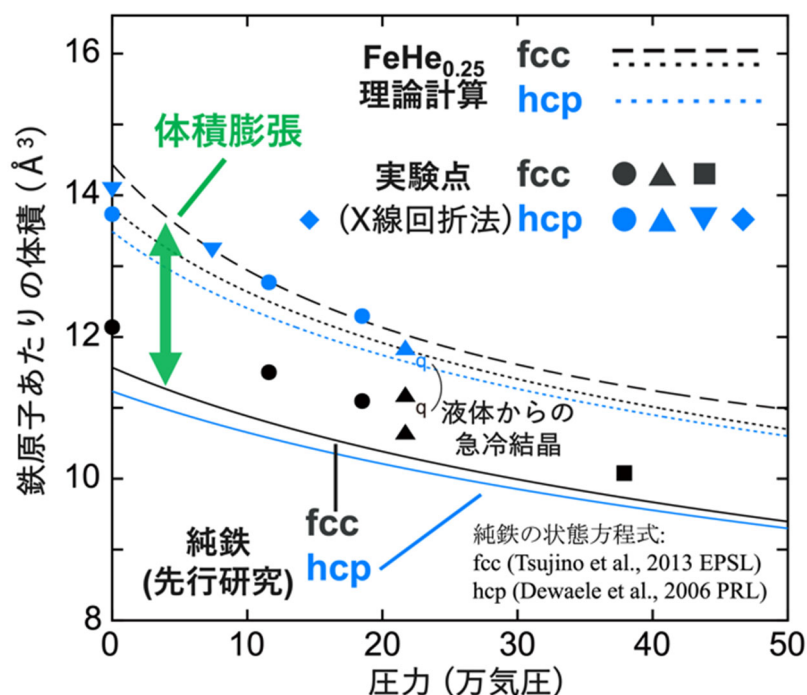 鉄原子あたりの体積 (Å³)
16
14
12
10
8
FeHe0.25
理論計算
fcc
hcp
体積膨張
実験点
(X線回折法)
fcc
hcp
q
q
液体からの
急冷結晶
fcc
hcp
純鉄
(先行研究)
純鉄の状態方程式:
fcc (Tsujino et al., 2013 EPSL)
hcp (Dewaele et al., 2006 PRL)
0 10 20 30 40 50
圧力 (万気圧)